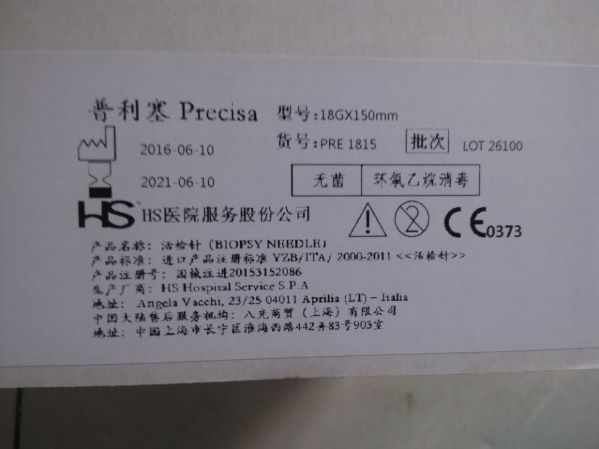 普利塞 Precisa 型号:18GX150mm
2016-06-10 货号:PRE 1815 批次 LOT 26100
2021-06-10 无菌 环氧乙烷消毒
HS HS医院服务股份公司 2 CE0373
产品名称: 活检针 (BIOPSY NEEDLE)
产品标准: 进口产品注册标准 YZB/ITA/ 2000-2011 <<活检针>>
产品注册号: 国械注进20153152086
生产厂商: HS Hospital Service S.P.A
地址: Angela Vacchi, 23/25 04011 Aprilia (LT) - Italia
中国大陆售后服务机构: 八光商贸 (上海) 有限公司
地址: 中国上海市长宁区淮海西路442弄83号903室